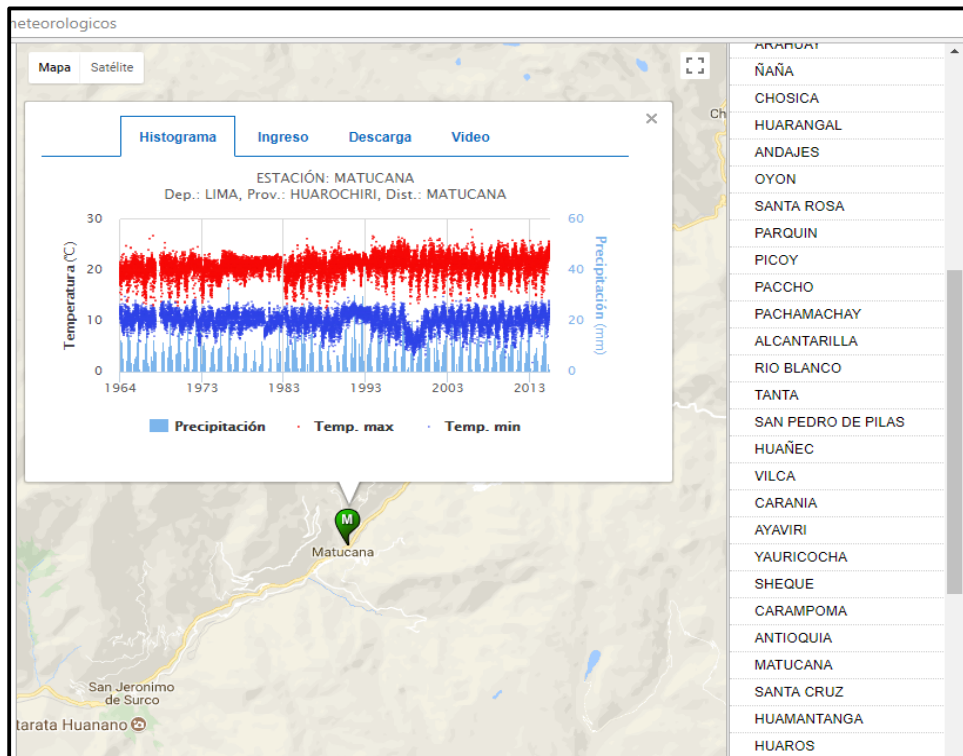 neteorologicos
Mapa
Satélite
Ch
Histograma
Ingreso
Descarga
Video
×
ESTACIÓN: MATUCANA
Dep.: LIMA, Prov.: HUAROCHIRI, Dist.: MATUCANA
Temperatura (°C)
30
20
10
0
Precipitación (mm)
60
40
20
0
1964
1973
1983
1993
2003
2013
Precipitación
Temp. max
Temp. min
M
Matucana
San Jeronimo
de Surco
tarata Huanano
ARAHUAY
ÑAÑA
CHOSICA
HUARANGAL
ANDAJES
OYON
SANTA ROSA
PARQUIN
PICOY
PACCHO
PACHAMACHAY
ALCANTARILLA
RIO BLANCO
TANTA
SAN PEDRO DE PILAS
HUAÑEC
VILCA
CARANIA
AYAVIRI
YAURICOCHA
SHEQUE
CARAMPOMA
ANTIOQUIA
MATUCANA
SANTA CRUZ
HUAMANTANGA
HUAROS